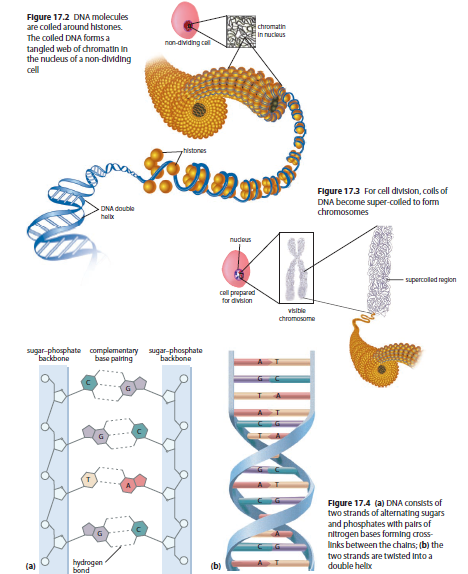 Figure 17.2 DNA molecules
are coiled around histones.
The coiled DNA forms a
tangled web of chromatin in
the nucleus of a non-dividing
cell
non-dividing cell
chromatin
in nucleus
histones
DNA double
helix
Figure 17.3 For cell division, coils of
DNA become super-coiled to form
chromosomes
nucleus
cell prepared
for division
visible
chromosome
supercoiled region
sugar–phosphate
backbone
complementary
base pairing
sugar–phosphate
backbone
C G
G C
T A
G C
hydrogen
bond
(a)
A T
G C
T A
A T
C G
T A
G C
A T
C G
C G
A T
(b)
Figure 17.4 (a) DNA consists of
two strands of alternating sugars
and phosphates with pairs of
nitrogen bases forming cross-
links between the chains; (b) the
two strands are twisted into a
double helix